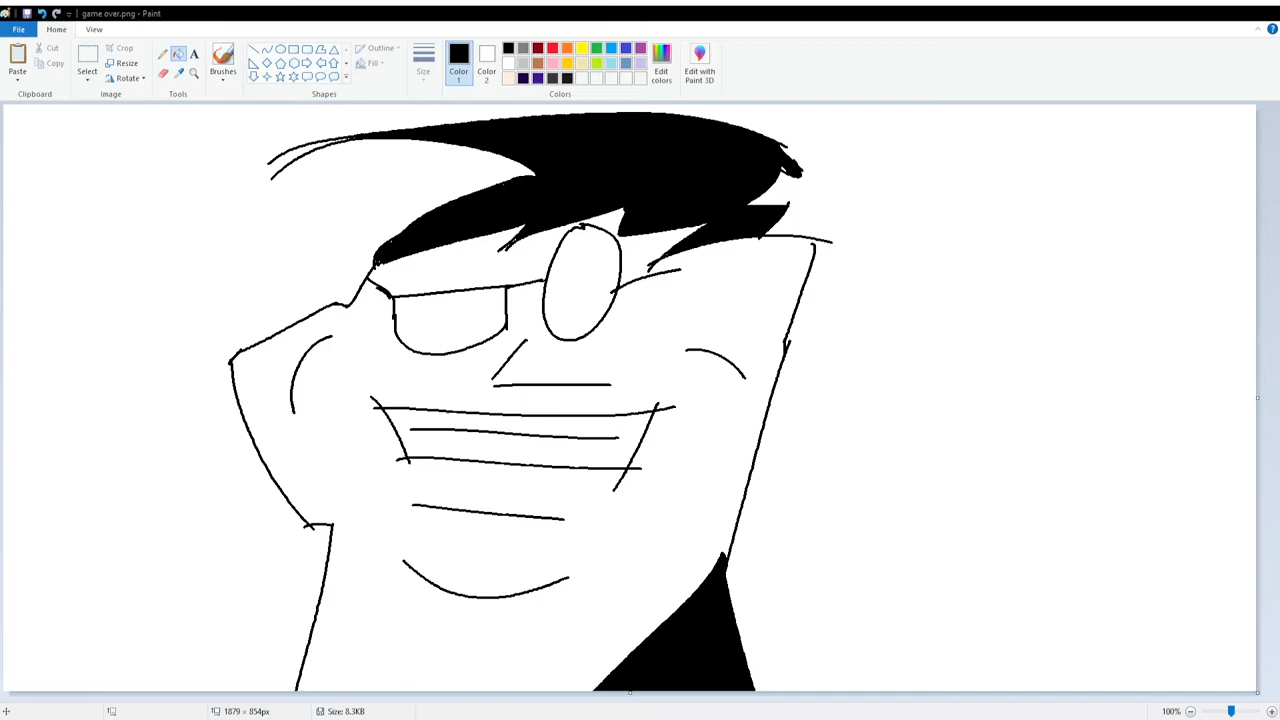 game over.png - Paint
File Home View
Paste
Cut
Copy
Clipboard
Select
Crop
Resize
Rotate
Image
A
Tools
Brushes
Shapes
Outline
Fill
Size
Color 1
Color 2
Colors
Edit colors
Edit with Paint 3D
1879 × 854px
Size: 8.3KB
100%